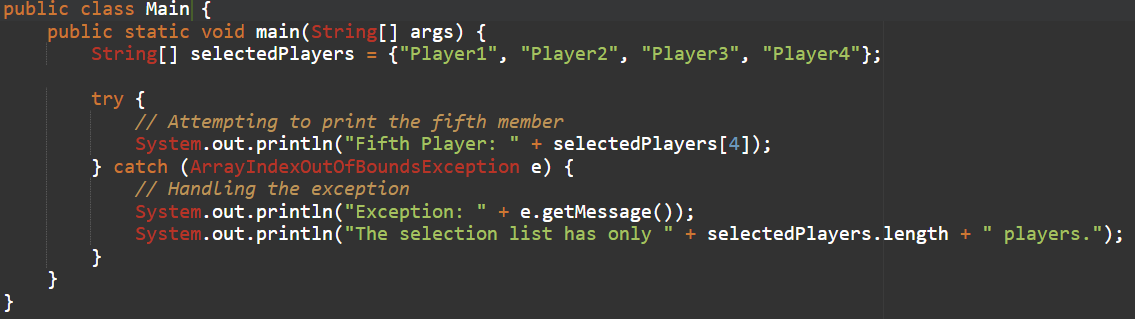 public class Main {
    public static void main(String[] args) {
        String[] selectedPlayers = {"Player1", "Player2", "Player3", "Player4"};

        try {
            // Attempting to print the fifth member
            System.out.println("Fifth Player: " + selectedPlayers[4]);
        } catch (ArrayIndexOutOfBoundsException e) {
            // Handling the exception
            System.out.println("Exception: " + e.getMessage());
            System.out.println("The selection list has only " + selectedPlayers.length + " players.");
        }
    }
}